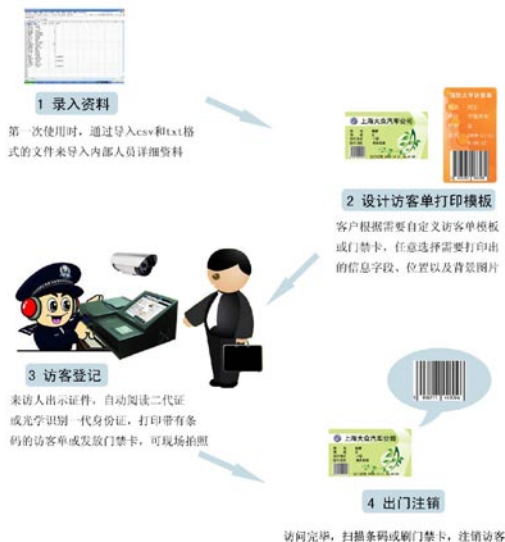 1 录入资料
第一次使用时，通过导入csv和txt格
式的文件来导入内部人员详细资料
上海大众汽车公司
2 设计访客单打印模板
客户根据需要自定义访客单模板
或门禁卡，任意选择需要打印出
的信息字段、位置以及背景图片
3 访客登记
来访人出示证件，自动阅读二代证
或光学识别一代身份证，打印带有条
码的访客单或发放门禁卡，可现场拍照
上海大众汽车公司
4 出门注销
访问完毕，扫描条码或刷门禁卡，注销访客